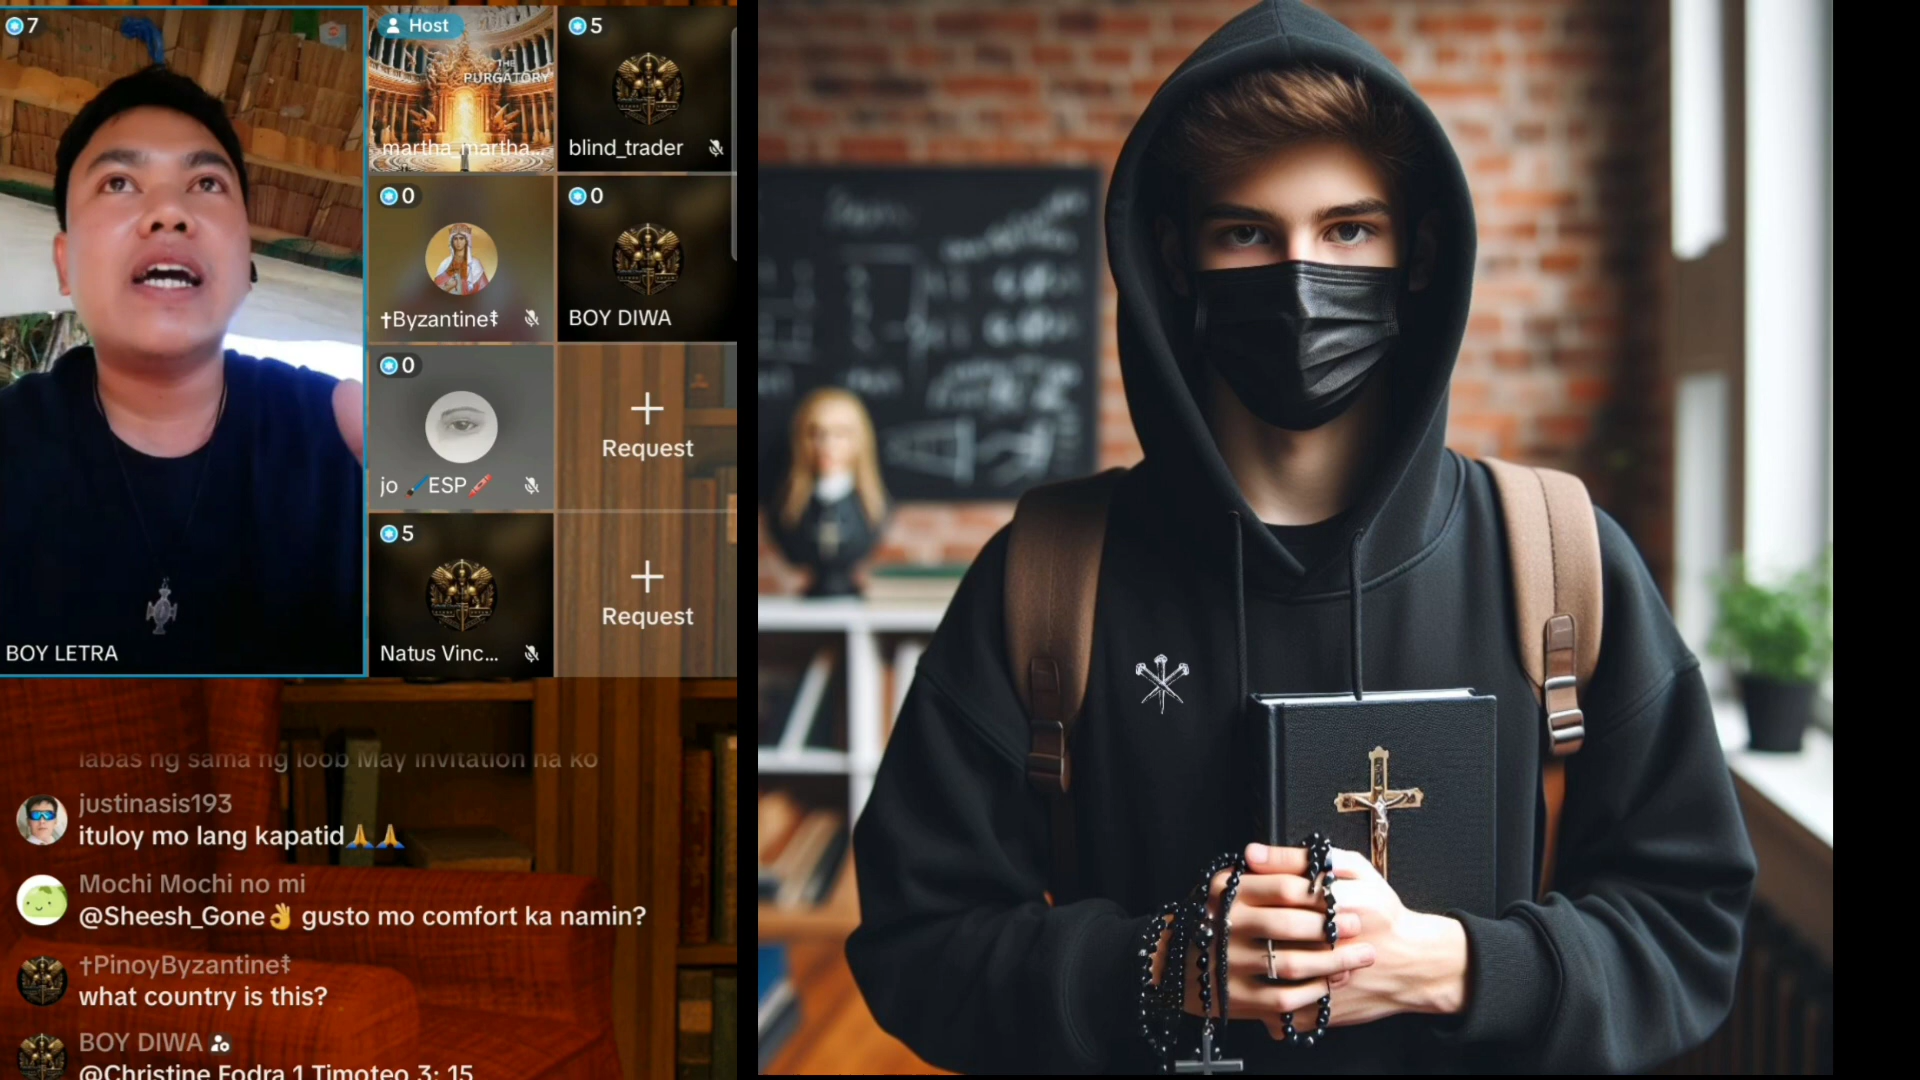 7
Host
THE
PURGATORY
martha_martha...
5
blind_trader
0
†Byzantine‡
0
BOY DIWA
0
jo 🖌️ESP🖍️
+
Request
5
Natus Vinc...
+
Request
BOY LETRA
labas ng sama ng loob May invitation na ko
justinasis193
ituloy mo lang kapatid🙏🙏
Mochi Mochi no mi
@Sheesh_Gone👌 gusto mo comfort ka namin?
†PinoyByzantine‡
what country is this?
BOY DIWA
@Christine Fodra 1 Timoteo 3: 15